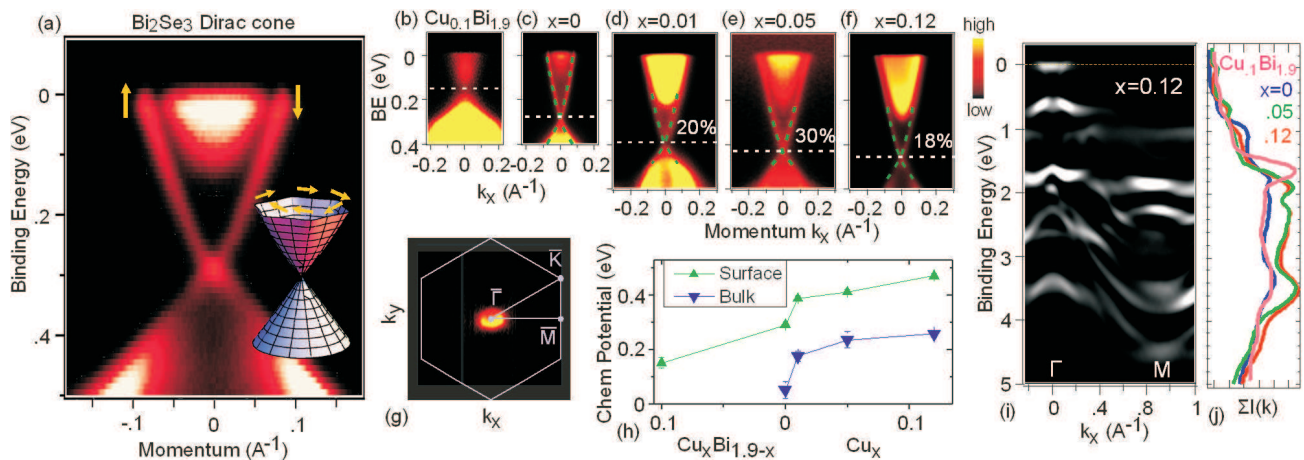 (a) Bi2Se3 Dirac cone
Binding Energy (eV)
0
.1
.2
.3
.4
-.1 0 .1
Momentum (A-1)
(b) Cu0.1Bi1.9
BE (eV)
0
0.2
0.4
-0.2 0 0.2
kX (A-1)
(c) x=0
-0.2 0 0.2
(d) x=0.01
20%
-0.2 0 0.2
(e) x=0.05
30%
-0.2 0 0.2
(f) x=0.12
18%
-0.2 0 0.2
Momentum kX (A-1)
high
low
(g)
ky
kX
K
Γ
M
(h)
Chem Potential (eV)
0.4
0.2
0
Surface
Bulk
0.1 0 0.1
CuXBi1.9-x CuX
(i)
x=0.12
Binding Energy (eV)
0
1
2
3
4
5
Γ M
0 .4 .8 1
kX (A-1)
(j)
Cu.1Bi1.9
x=0
.05
.12
ΣI(k)